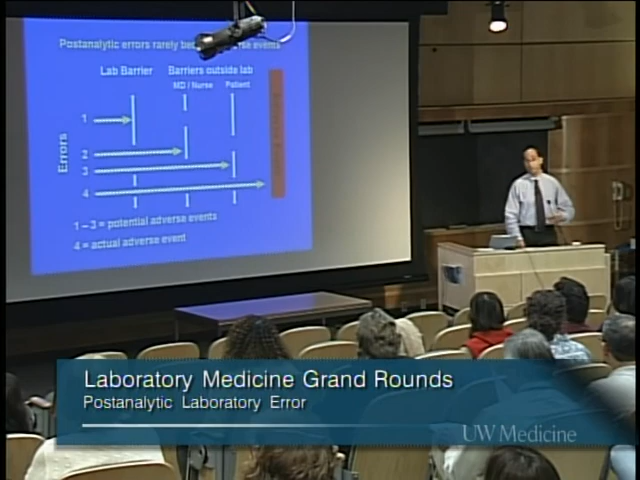 Postanalytic errors rarely be events
Lab Barrier Barriers outside lab
MD / Nurse Patient
Errors
1
2
3
4
1 – 3 = potential adverse events
4 = actual adverse event
Laboratory Medicine Grand Rounds
Postanalytic Laboratory Error
UW Medicine